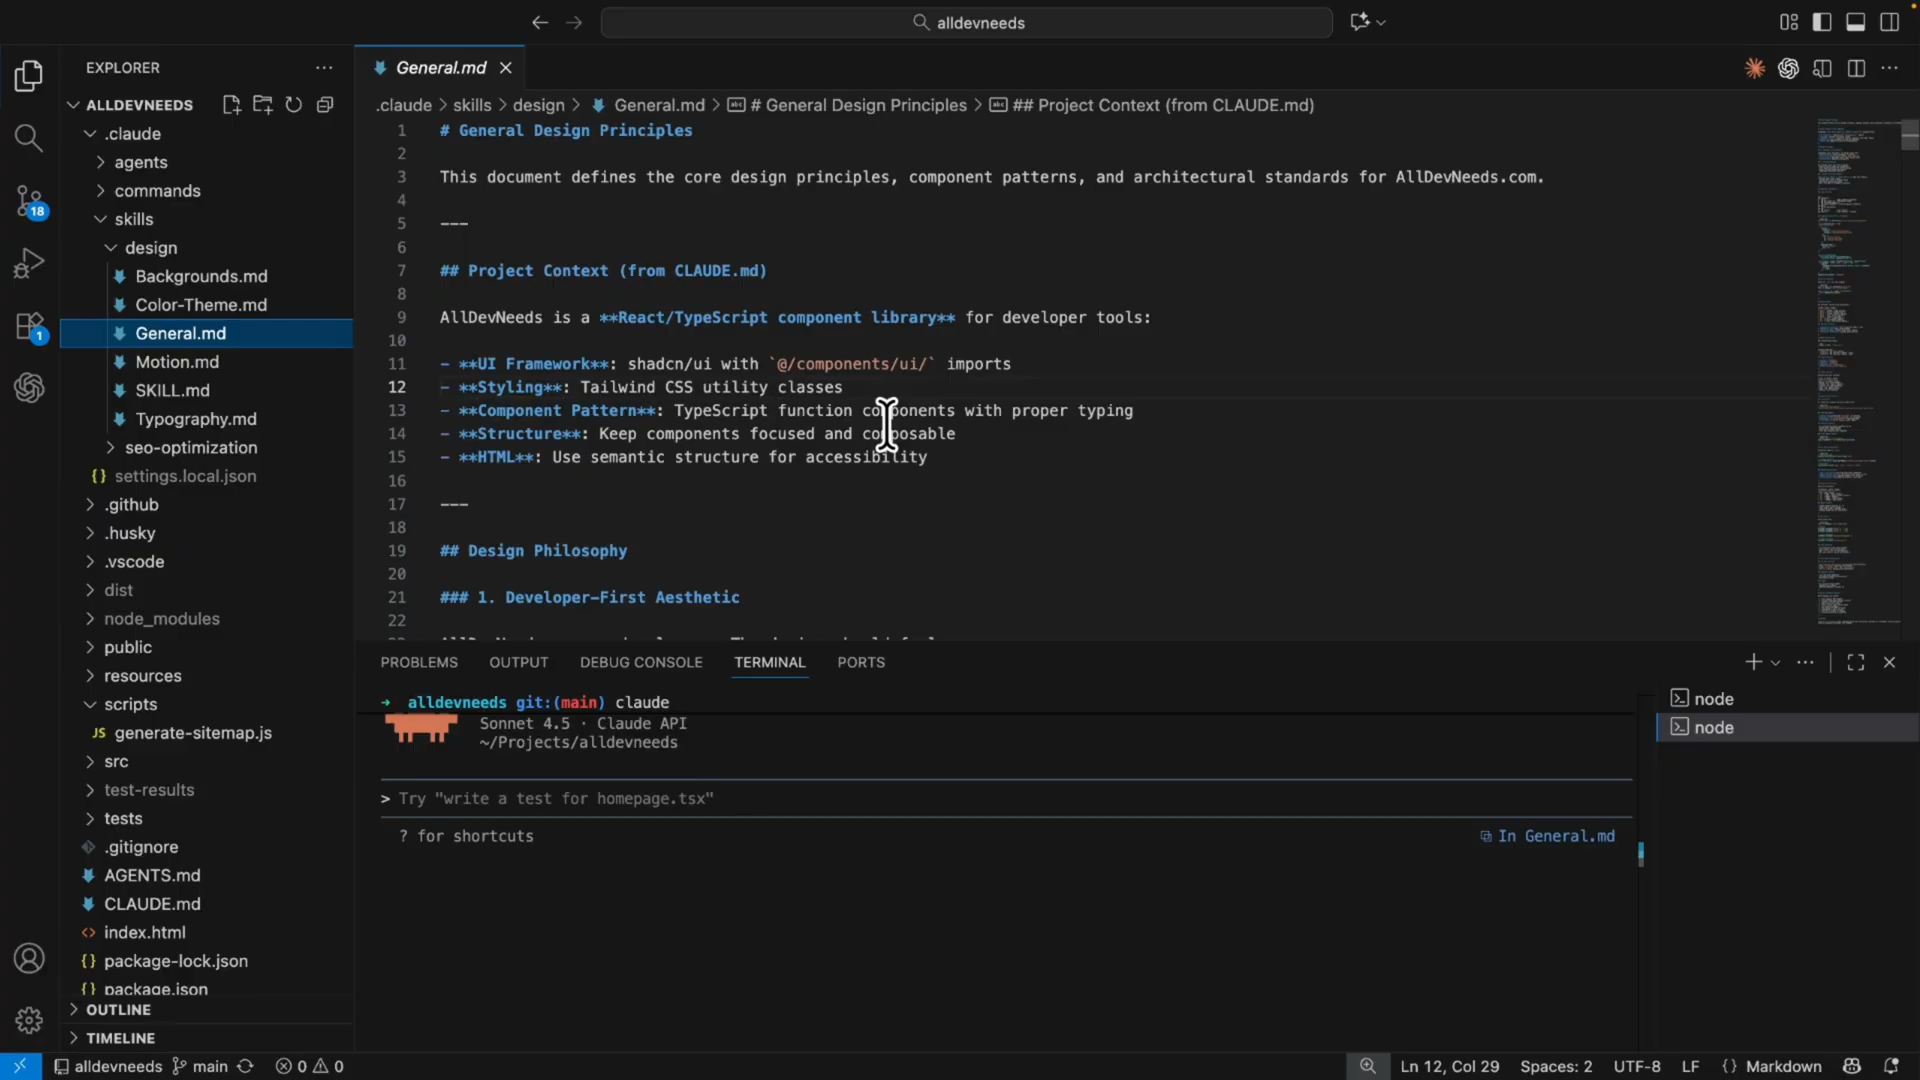 alldevneeds
EXPLORER
ALLDEVNEEDS
.claude
agents
commands
skills
design
Backgrounds.md
Color-Theme.md
General.md
Motion.md
SKILL.md
Typography.md
seo-optimization
{} settings.local.json
.github
.husky
.vscode
dist
node_modules
public
resources
scripts
JS generate-sitemap.js
src
test-results
tests
.gitignore
AGENTS.md
CLAUDE.md
<> index.html
{} package-lock.json
{} package.json
OUTLINE
TIMELINE
18
1
General.md
.claude > skills > design > General.md > # General Design Principles > ## Project Context (from CLAUDE.md)
1 # General Design Principles
2
3 This document defines the core design principles, component patterns, and architectural standards for AllDevNeeds.com.
4
5 ---
6
7 ## Project Context (from CLAUDE.md)
8
9 AllDevNeeds is a **React/TypeScript component library** for developer tools:
10
11 - **UI Framework**: shadcn/ui with `@/components/ui/` imports
12 - **Styling**: Tailwind CSS utility classes
13 - **Component Pattern**: TypeScript function components with proper typing
14 - **Structure**: Keep components focused and composable
15 - **HTML**: Use semantic structure for accessibility
16
17 ---
18
19 ## Design Philosophy
20
21 ### 1. Developer-First Aesthetic
22
PROBLEMS OUTPUT DEBUG CONSOLE TERMINAL PORTS
→ alldevneeds git:(main) claude
Sonnet 4.5 · Claude API
~/Projects/alldevneeds
> Try "write a test for homepage.tsx"
? for shortcuts
In General.md
node
node
alldevneeds main 0 0
Ln 12, Col 29 Spaces: 2 UTF-8 LF {} Markdown